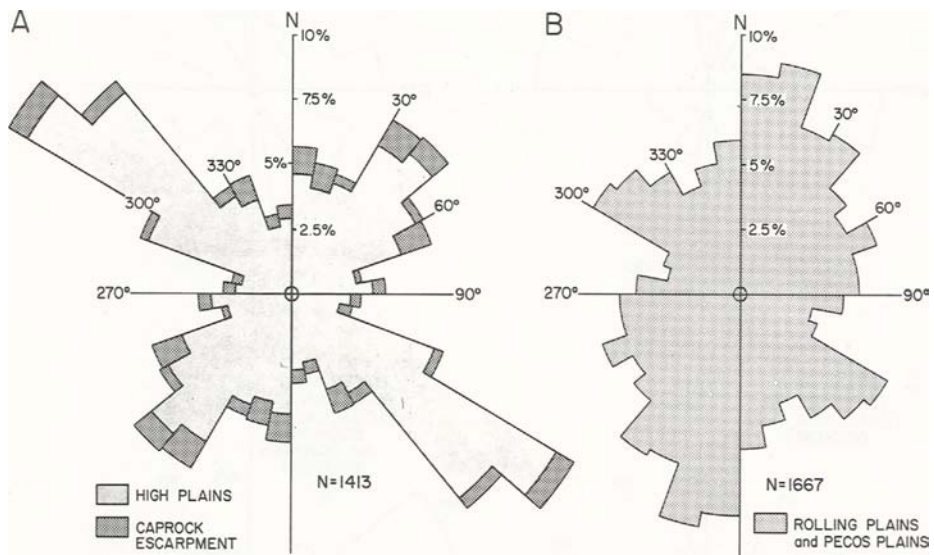 A
N
10%
7.5%
5%
2.5%
30°
60°
90°
270°
300°
330°
N=1413
HIGH PLAINS
CAPROCK
ESCARPMENT
B
N
10%
7.5%
5%
2.5%
30°
60°
90°
270°
300°
330°
N=1667
ROLLING PLAINS
and PECOS PLAINS